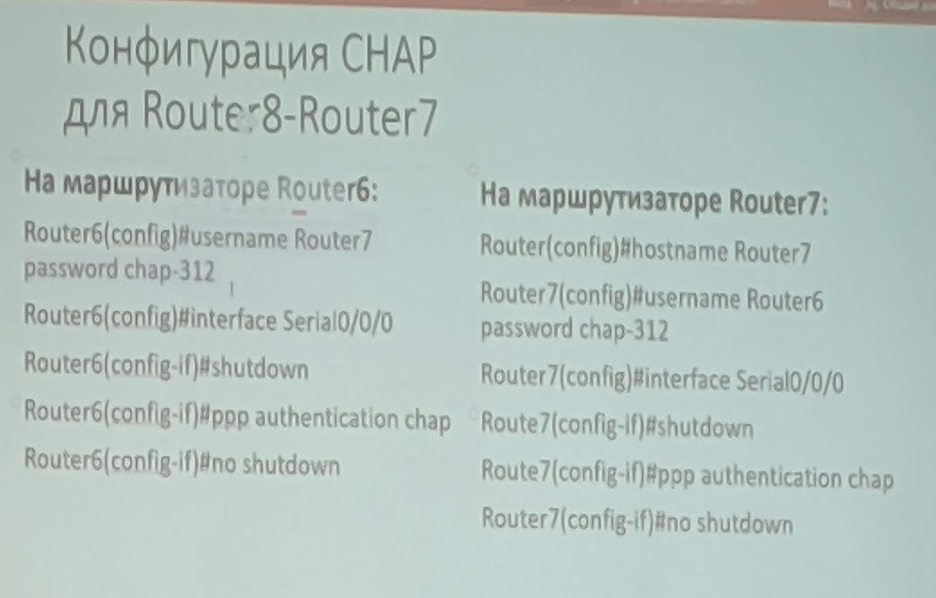 Конфигурация CHAP
для Router8-Router7
На маршрутизаторе Router6:
Router6(config)#username Router7
password chap-312
Router6(config)#interface Serial0/0/0
Router6(config-if)#shutdown
Router6(config-if)#ppp authentication chap
Router6(config-if)#no shutdown
На маршрутизаторе Router7:
Router(config)#hostname Router7
Router7(config)#username Router6
password chap-312
Router7(config)#interface Serial0/0/0
Route7(config-if)#shutdown
Route7(config-if)#ppp authentication chap
Router7(config-if)#no shutdown